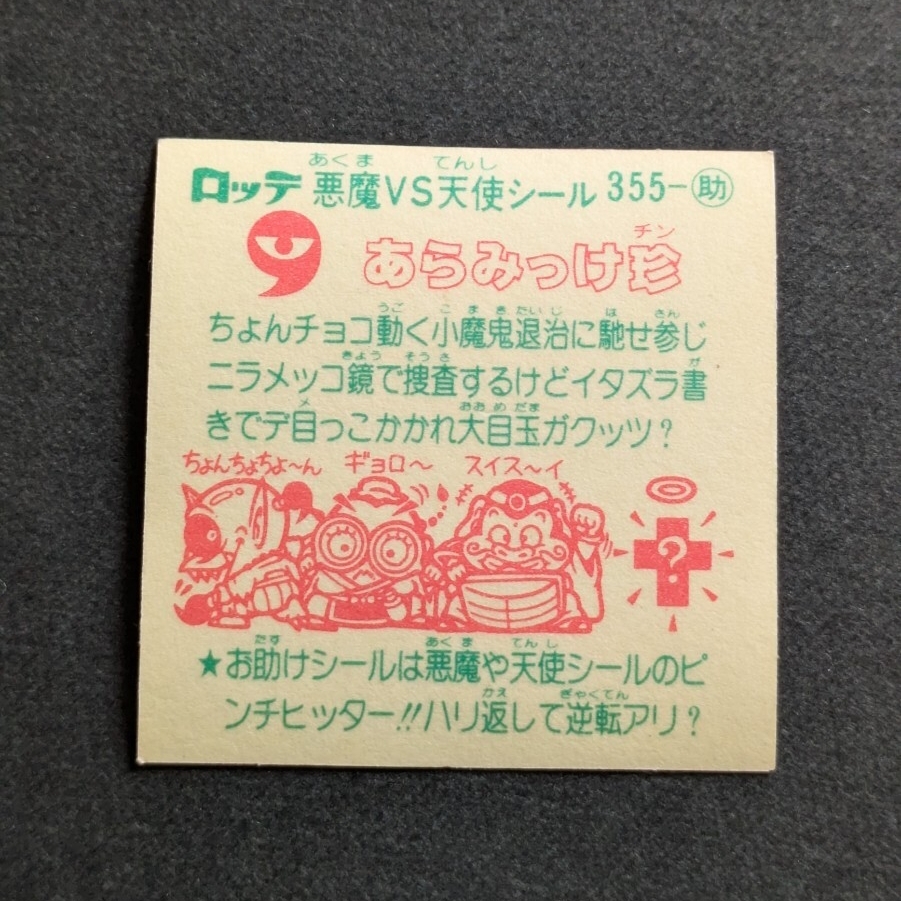 ロッテ 悪魔VS天使シール 355-助
あくま てんし
9 あらみっけ珍
チン
ちょんチョコ動く小魔鬼退治に馳せ参じ
うご こまき たいじ は さん
ニラメッコ鏡で捜査するけどイタズラ書
きょう そうさ が
きでデ目っこかかれ大目玉ガクッツ?
メ おおめだま
ちょんちょちょ〜ん ギョロ〜 スイス〜イ
?
★お助けシールは悪魔や天使シールのピ
たす あくま てんし
ンチヒッター!!ハリ返して逆転アリ?
かえ ぎゃくてん